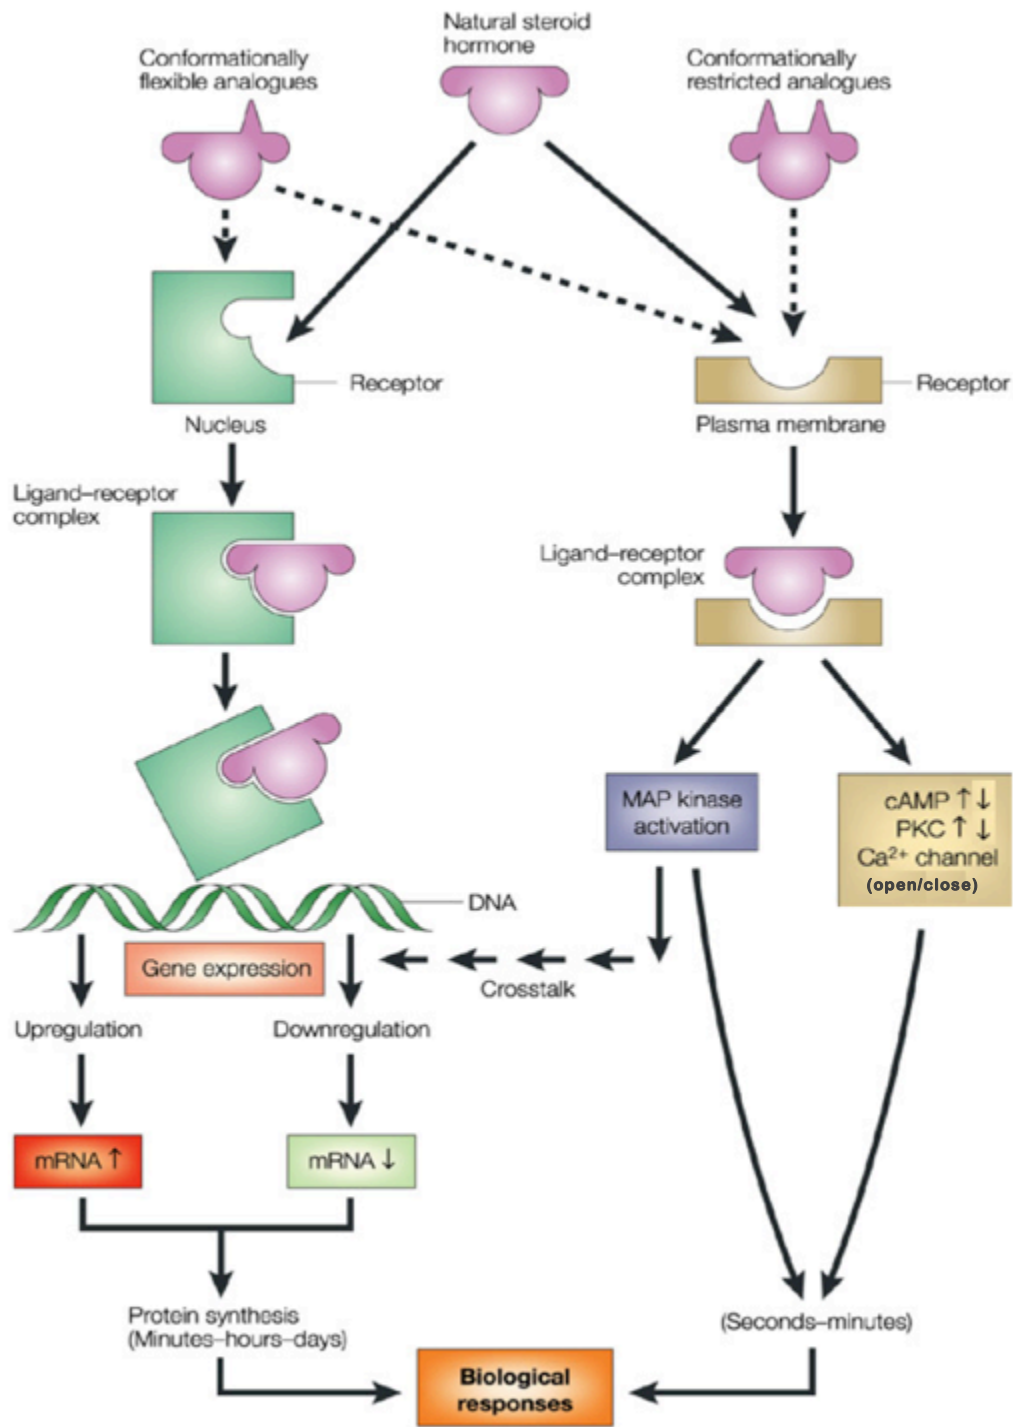 Natural steroid
hormone
Conformationally
flexible analogues
Conformationally
restricted analogues
Receptor
Nucleus
Receptor
Plasma membrane
Ligand–receptor
complex
Ligand–receptor
complex
MAP kinase
activation
cAMP ↑↓
PKC ↑↓
Ca²⁺ channel
(open/close)
DNA
Gene expression
Crosstalk
Upregulation
Downregulation
mRNA ↑
mRNA ↓
Protein synthesis
(Minutes–hours–days)
(Seconds–minutes)
Biological
responses